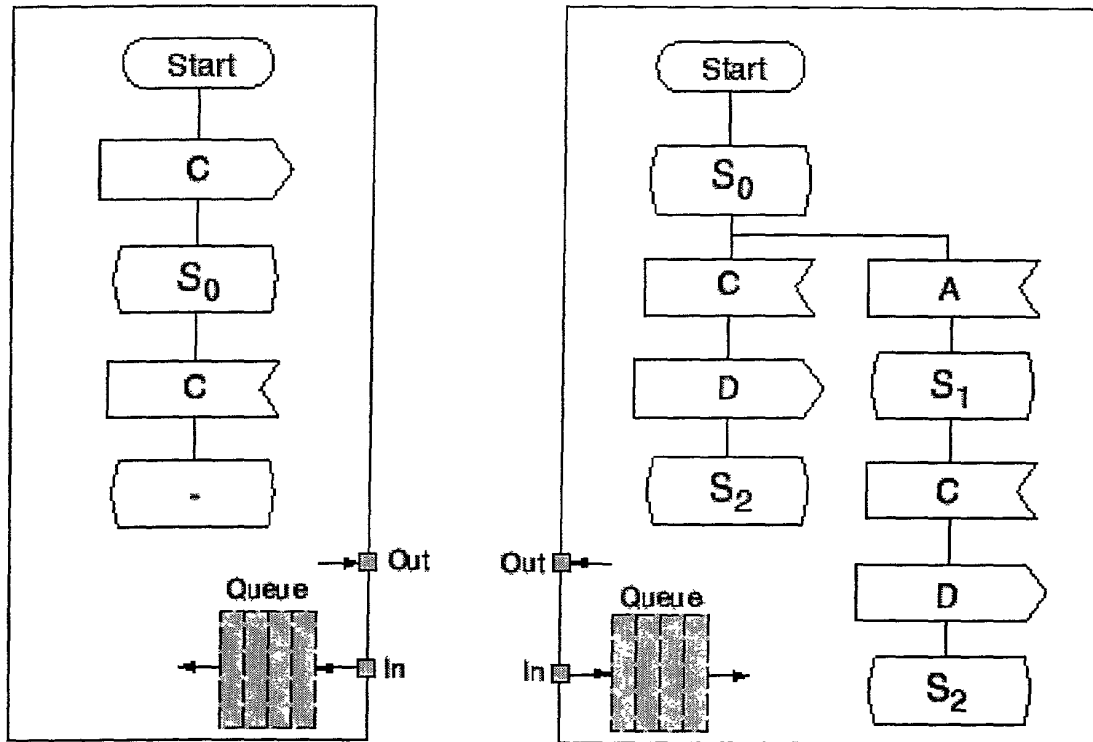 Start
C
S₀
C
-
Out
Queue
In
Start
S₀
C
A
D
S₁
S₂
C
D
S₂
Out
Queue
In